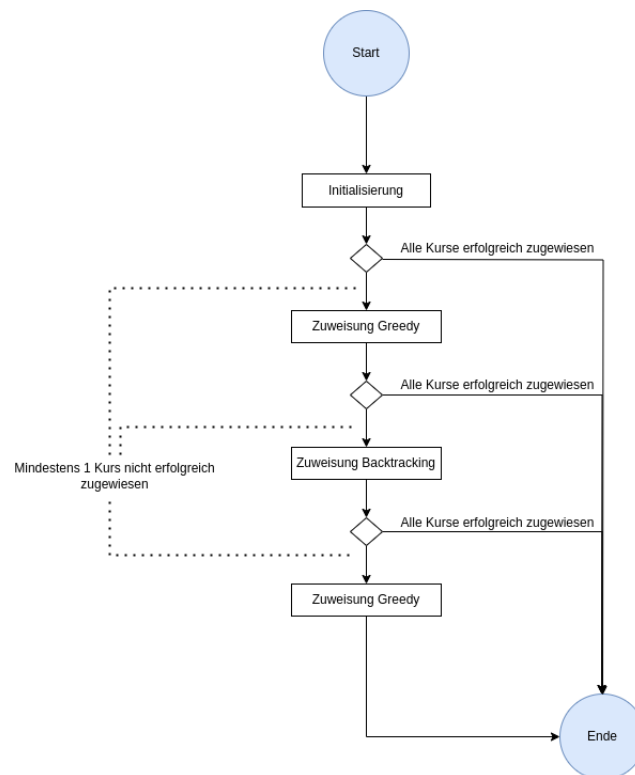 Start
Initialisierung
Alle Kurse erfolgreich zugewiesen
Zuweisung Greedy
Alle Kurse erfolgreich zugewiesen
Zuweisung Backtracking
Mindestens 1 Kurs nicht erfolgreich
zugewiesen
Alle Kurse erfolgreich zugewiesen
Zuweisung Greedy
Ende